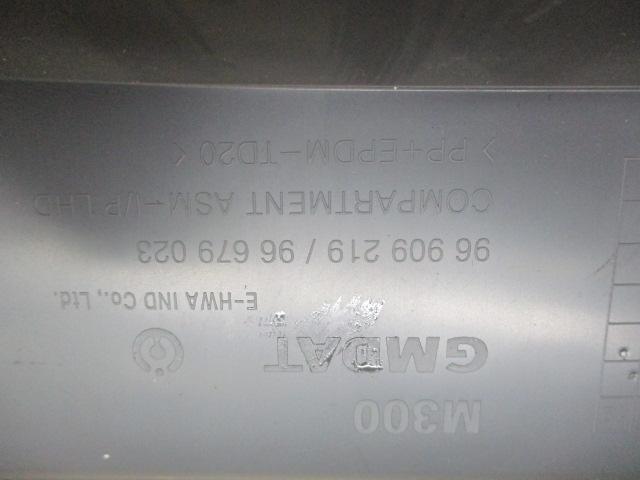 M300
GMDAT
E-HWA IND Co., Ltd.
96 909 219 / 96 679 023
COMPARTMENT ASM-I/P LHD
>PP+EPDM-TD20<